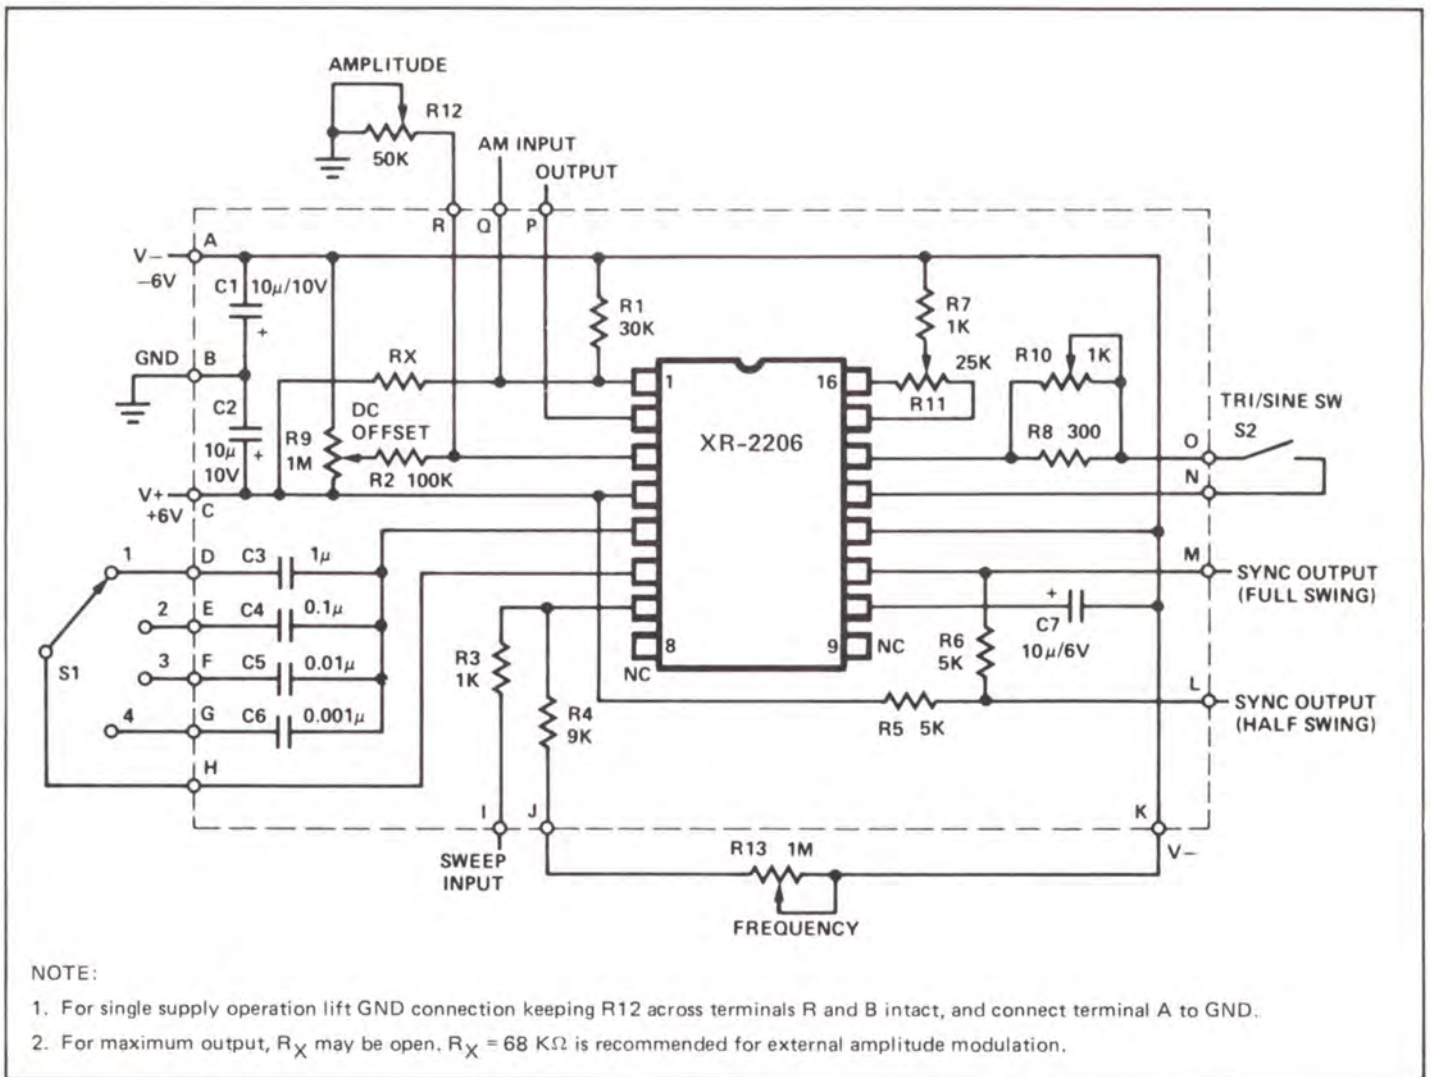 AMPLITUDE
R12
50K
AM INPUT
OUTPUT
R
Q
P
A
V−
−6V
C1 10μ/10V
+
R1
30K
R7
1K
25K
R11
R10
1K
GND
B
RX
C2
10μ
10V
+
R9
1M
DC
OFFSET
R2 100K
V+
+6V
C
1
16
XR-2206
8
9
NC
NC
R8 300
TRI/SINE SW
S2
O
N
M
SYNC OUTPUT
(FULL SWING)
1
D
C3
1μ
2
E
C4
0.1μ
3
F
C5
0.01μ
4
G
C6
0.001μ
S1
H
R3
1K
R4
9K
R6
5K
+
C7
10μ/6V
R5 5K
L
SYNC OUTPUT
(HALF SWING)
I
J
K
SWEEP
INPUT
R13 1M
V−
FREQUENCY
NOTE:
1. For single supply operation lift GND connection keeping R12 across terminals R and B intact, and connect terminal A to GND.
2. For maximum output, RX may be open. RX = 68 KΩ is recommended for external amplitude modulation.